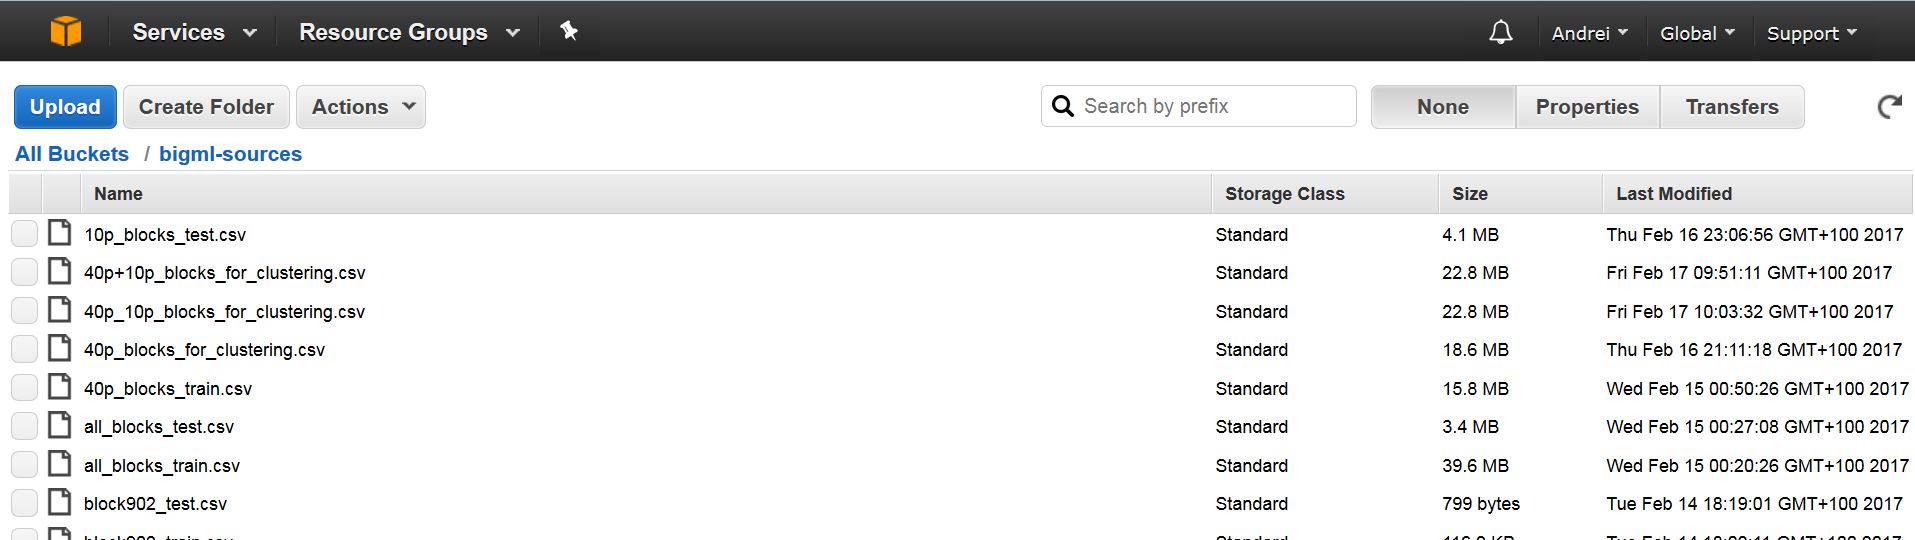 Services Resource Groups Andrei Global Support
Upload Create Folder Actions Search by prefix None Properties Transfers
All Buckets / bigml-sources
Name Storage Class Size Last Modified
10p_blocks_test.csv Standard 4.1 MB Thu Feb 16 23:06:56 GMT+100 2017
40p+10p_blocks_for_clustering.csv Standard 22.8 MB Fri Feb 17 09:51:11 GMT+100 2017
40p_10p_blocks_for_clustering.csv Standard 22.8 MB Fri Feb 17 10:03:32 GMT+100 2017
40p_blocks_for_clustering.csv Standard 18.6 MB Thu Feb 16 21:11:18 GMT+100 2017
40p_blocks_train.csv Standard 15.8 MB Wed Feb 15 00:50:26 GMT+100 2017
all_blocks_test.csv Standard 3.4 MB Wed Feb 15 00:27:08 GMT+100 2017
all_blocks_train.csv Standard 39.6 MB Wed Feb 15 00:20:26 GMT+100 2017
block902_test.csv Standard 799 bytes Tue Feb 14 18:19:01 GMT+100 2017
Standard Tue Feb 14 GMT+100 2017